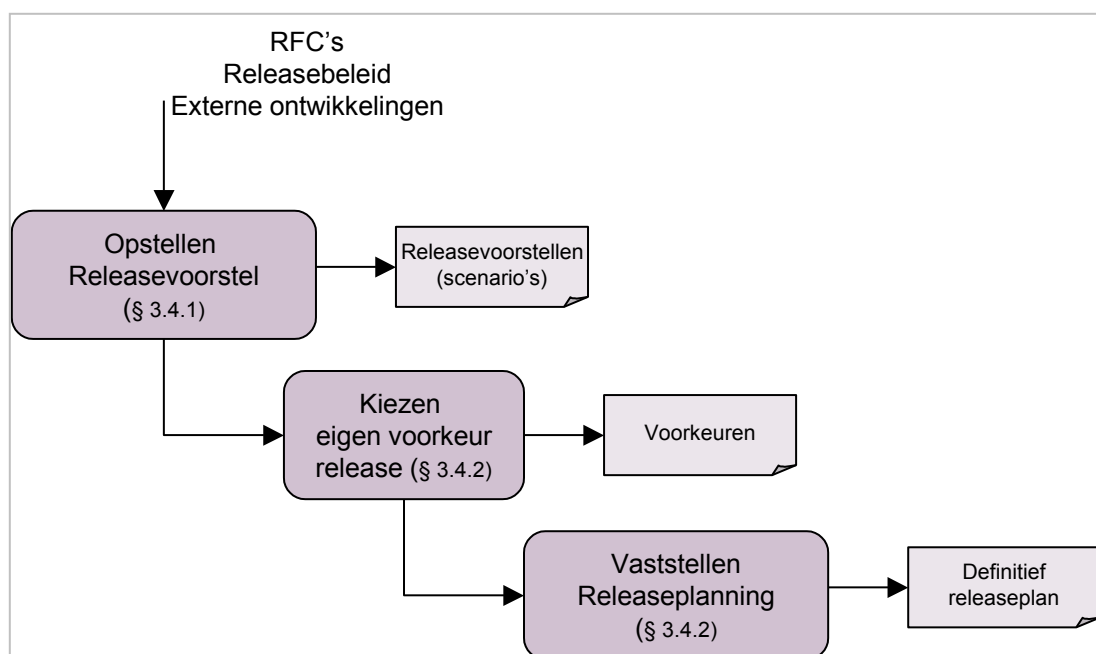 RFC’s
Releasebeleid
Externe ontwikkelingen
Opstellen
Releasevoorstel
(§ 3.4.1)
Releasevoorstellen
(scenario’s)
Kiezen
eigen voorkeur
release (§ 3.4.2)
Voorkeuren
Vaststellen
Releaseplanning
(§ 3.4.2)
Definitief
releaseplan